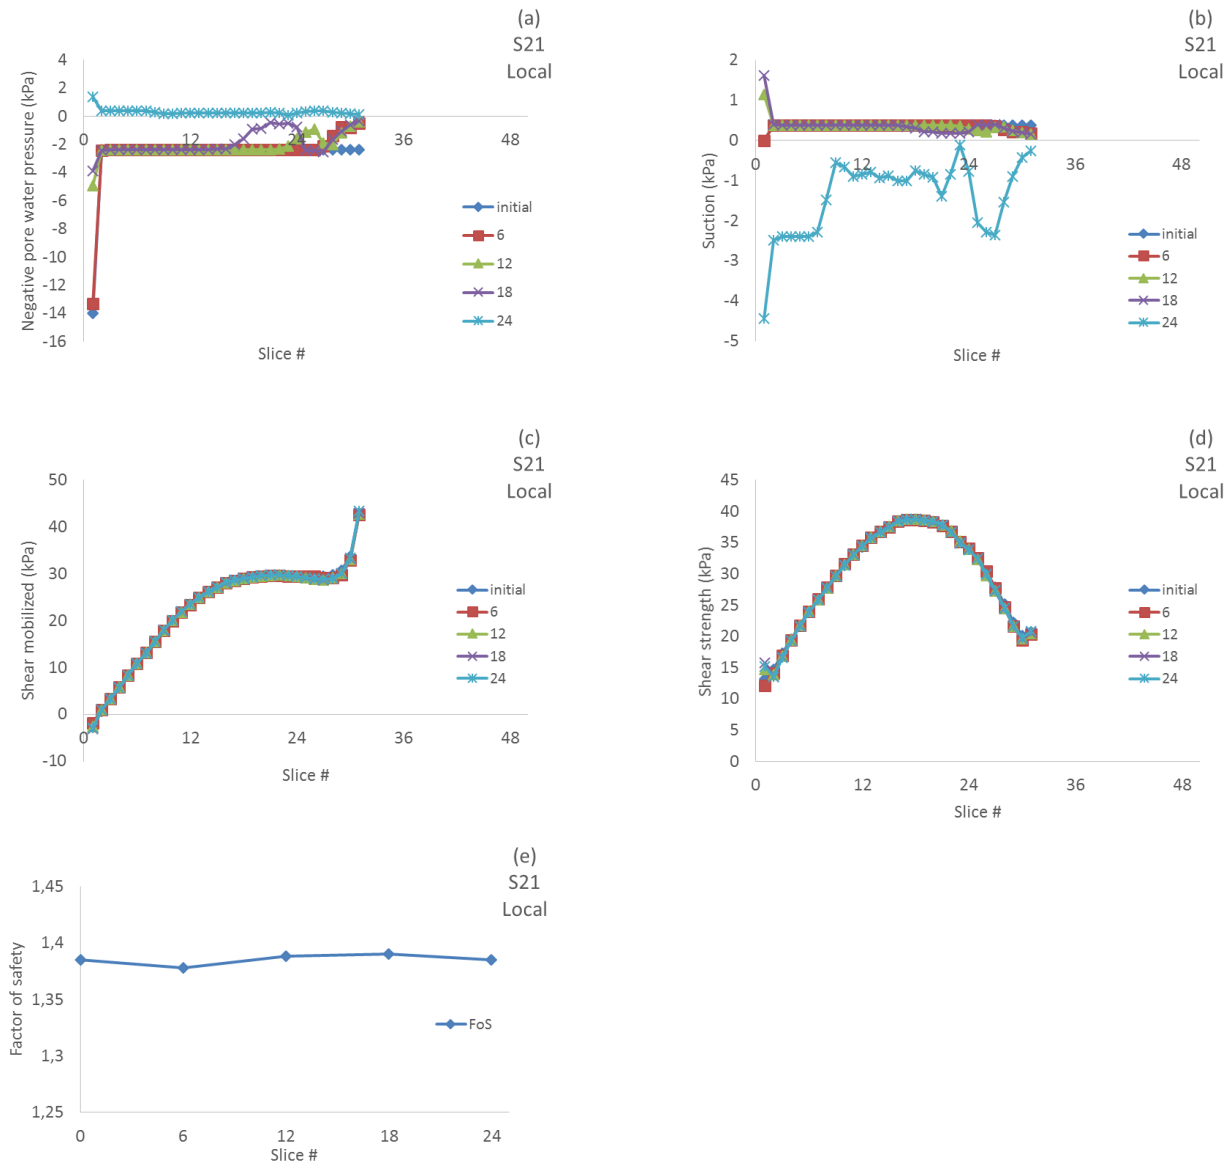 (a)
S21
Local
Negative pore water pressure (kPa)
4
2
0
-2
-4
-6
-8
-10
-12
-14
-16
0
12
24
36
48
Slice #
initial
6
12
18
24
(b)
S21
Local
Suction (kPa)
2
1
0
-1
-2
-3
-4
-5
0
12
24
36
48
Slice #
initial
6
12
18
24
(c)
S21
Local
Shear mobilized (kPa)
50
40
30
20
10
0
-10
0
12
24
36
48
Slice #
initial
6
12
18
24
(d)
S21
Local
Shear strength (kPa)
45
40
35
30
25
20
15
10
5
0
0
12
24
36
48
Slice #
initial
6
12
18
24
(e)
S21
Local
Factor of safety
1,45
1,4
1,35
1,3
1,25
0
6
12
18
24
Slice #
FoS